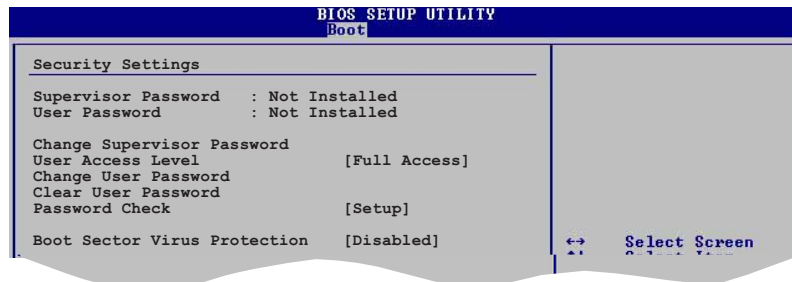 BIOS SETUP UTILITY
Boot
Security Settings
Supervisor Password : Not Installed
User Password : Not Installed
Change Supervisor Password
User Access Level [Full Access]
Change User Password
Clear User Password
Password Check [Setup]
Boot Sector Virus Protection [Disabled]
↔ Select Screen